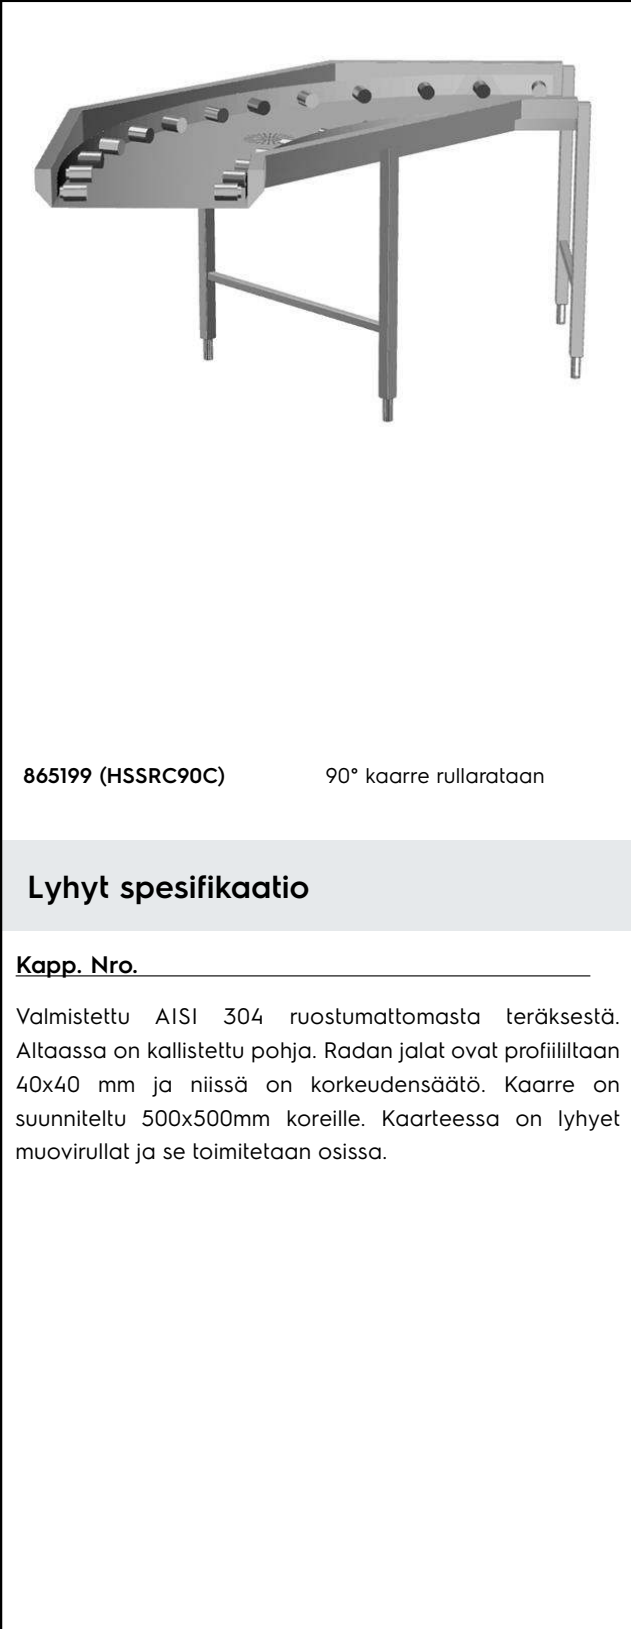 865199 (HSSRC90C) 90° kaarre rullarataan
Lyhyt spesifikaatio
Kapp. Nro.
Valmistettu AISI 304 ruostumattomasta teräksestä.
Altaassa on kallistettu pohja. Radan jalat ovat profiililtaan
40x40 mm ja niissä on korkeudensäätö. Kaarre on
suunniteltu 500x500mm koreille. Kaarteessa on lyhyet
muovirullat ja se toimitetaan osissa.